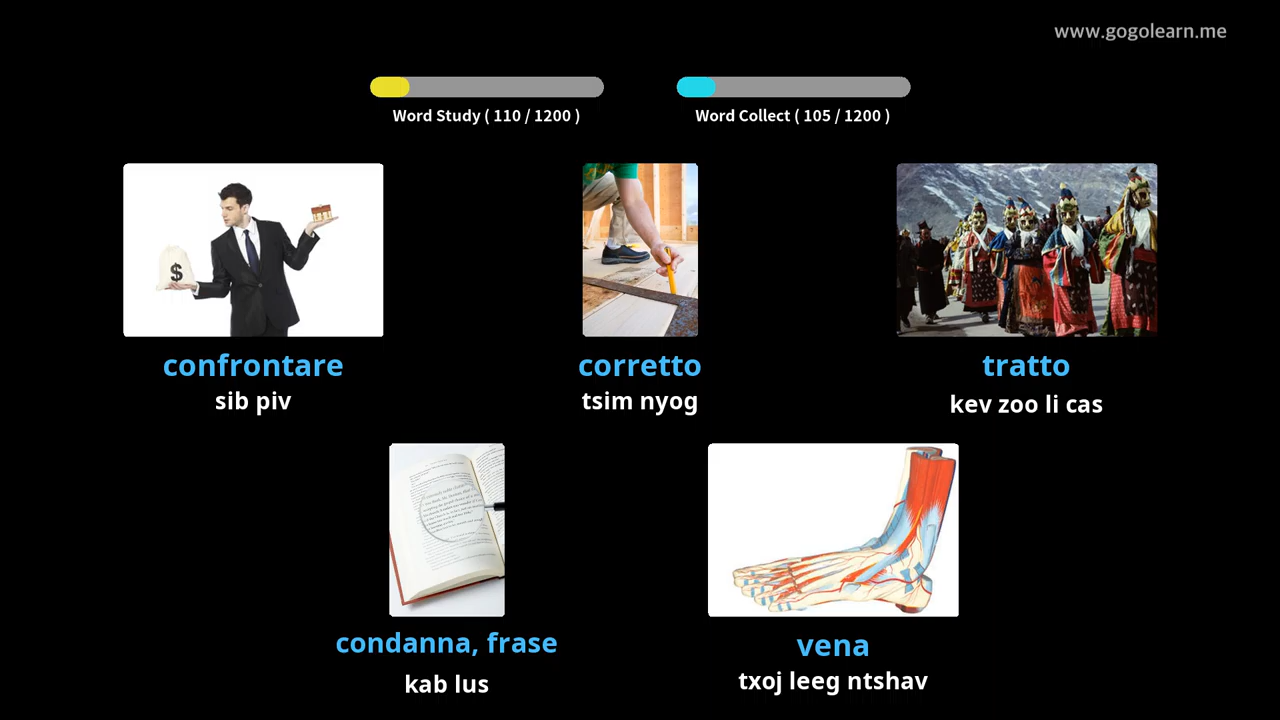 www.gogolearn.me
Word Study ( 110 / 1200 )
Word Collect ( 105 / 1200 )
$
confrontare
sib piv
corretto
tsim nyog
tratto
kev zoo li cas
condanna, frase
kab lus
vena
txoj leeg ntshav